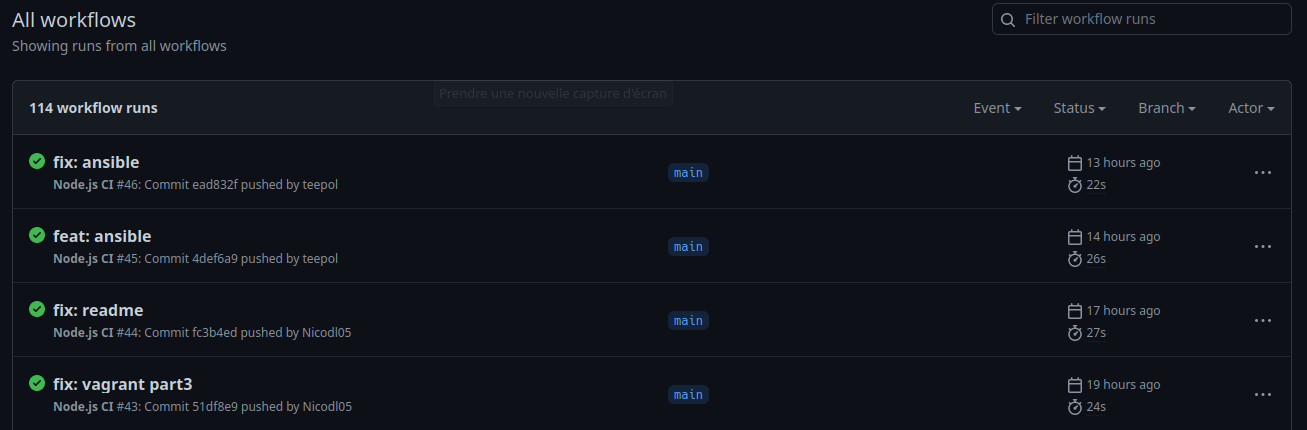 All workflows
Filter workflow runs
Showing runs from all workflows
Prendre une nouvelle capture d'écran
114 workflow runs
Event Status Branch Actor
fix: ansible
Node.js CI #46: Commit ead832f pushed by teepol
main
13 hours ago
22s
feat: ansible
Node.js CI #45: Commit 4def6a9 pushed by teepol
main
14 hours ago
26s
fix: readme
Node.js CI #44: Commit fc3b4ed pushed by Nicodl05
main
17 hours ago
27s
fix: vagrant part3
Node.js CI #43: Commit 51df8e9 pushed by Nicodl05
main
19 hours ago
24s